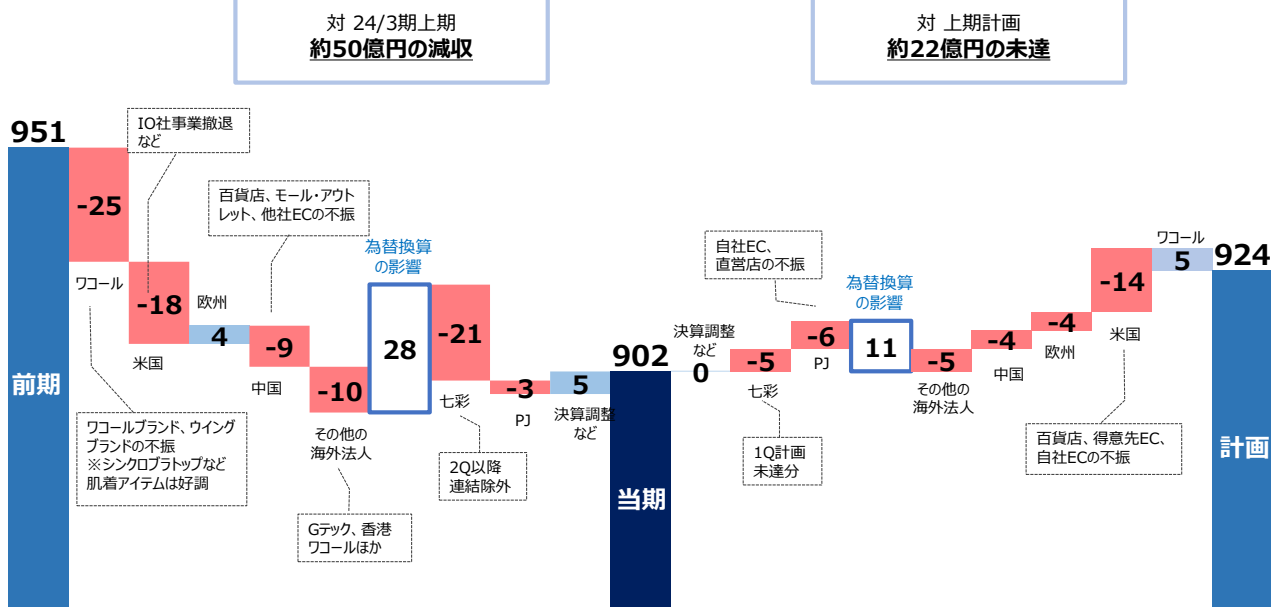 対 24/3期上期
約50億円の減収
対 上期計画
約22億円の未達
951
IO社事業撤退
など
-25
ワコール
-18
米国
欧州
4
百貨店、モール・アウト
レット、他社ECの不振
-9
中国
-10
その他の
海外法人
為替換算
の影響
28
-21
七彩
-3
PJ
5
決算調整
など
902
前期
ワコールブランド、ウイング
ブランドの不振
※シンクロブラトップなど
肌着アイテムは好調
Gテック、香港
ワコールほか
2Q以降
連結除外
当期
決算調整
など
0
-5
七彩
自社EC、
直営店の不振
-6
PJ
為替換算
の影響
11
-5
その他の
海外法人
-4
中国
-4
欧州
-14
米国
ワコール
5
924
1Q計画
未達分
百貨店、得意先EC、
自社ECの不振
計画